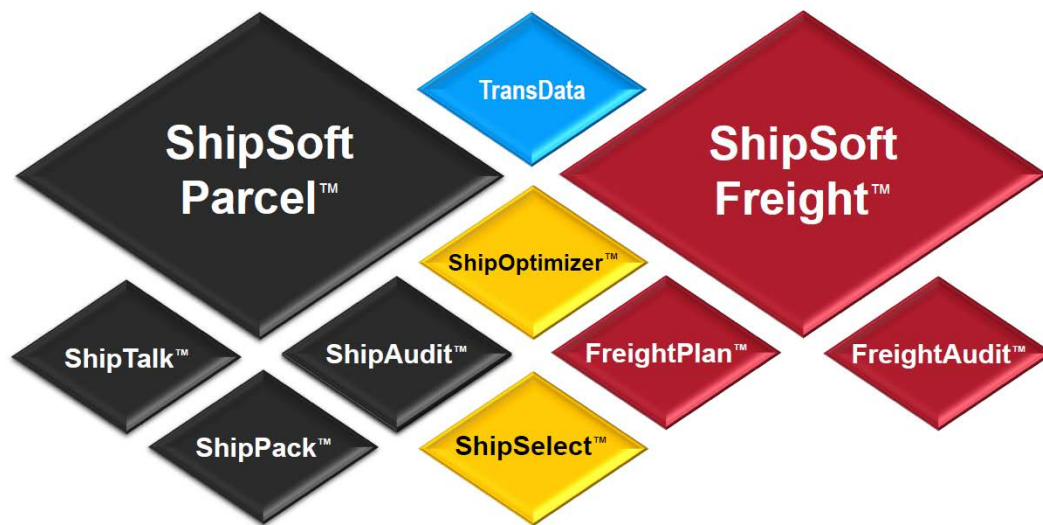 ShipSoft
Parcel™
TransData
ShipSoft
Freight™
ShipOptimizer™
ShipTalk™
ShipAudit™
FreightPlan™
FreightAudit™
ShipPack™
ShipSelect™